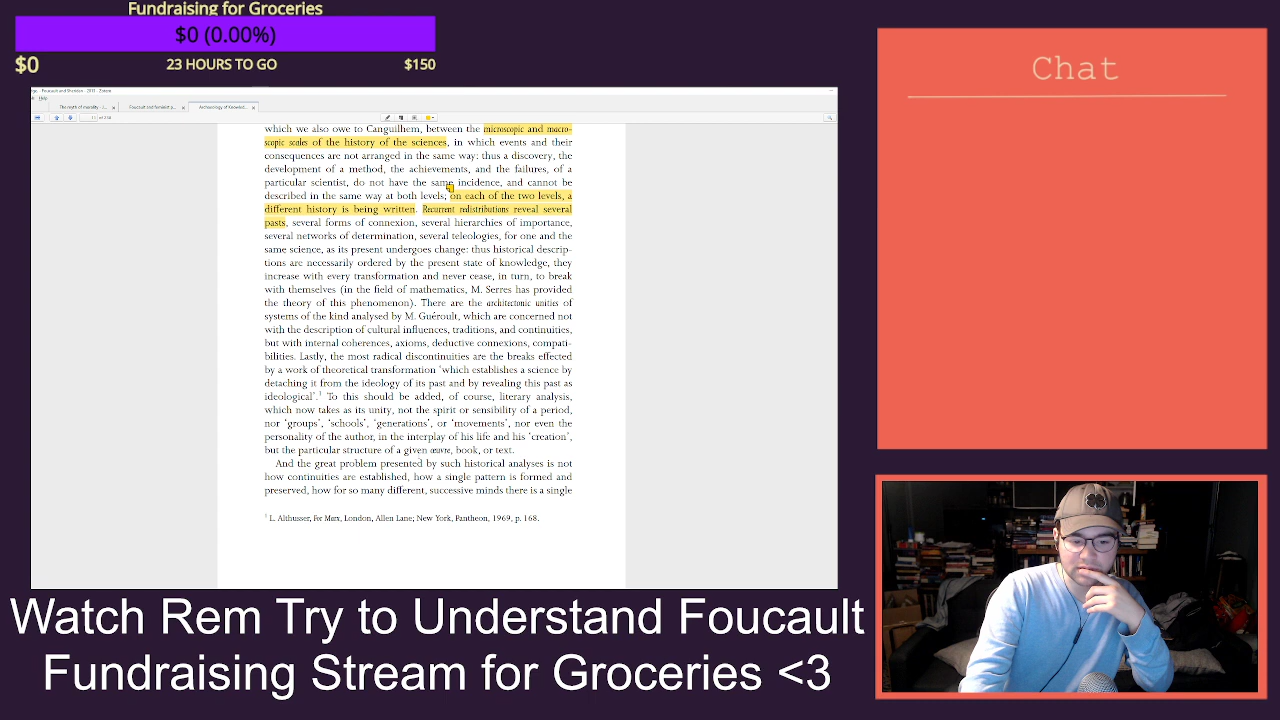 Fundraising for Groceries
$0 (0.00%)
$0 23 HOURS TO GO $150
Chat
Foucault and Sheridan - 2013 - Zotero
Help
The myth of morality - J...
Foucault and feminist p...
Archaeology of Knowled...
which we also owe to Canguilhem, between the microscopic and macro-
scopic scales of the history of the sciences, in which events and their
consequences are not arranged in the same way: thus a discovery, the
development of a method, the achievements, and the failures, of a
particular scientist, do not have the same incidence, and cannot be
described in the same way at both levels; on each of the two levels, a
different history is being written. Recurrent redistributions reveal several
pasts, several forms of connexion, several hierarchies of importance,
several networks of determination, several teleologies, for one and the
same science, as its present undergoes change: thus historical descrip-
tions are necessarily ordered by the present state of knowledge, they
increase with every transformation and never cease, in turn, to break
with themselves (in the field of mathematics, M. Serres has provided
the theory of this phenomenon). There are the architectonic unities of
systems of the kind analysed by M. Guéroult, which are concerned not
with the description of cultural influences, traditions, and continuities,
but with internal coherences, axioms, deductive connexions, compati-
bilities. Lastly, the most radical discontinuities are the breaks effected
by a work of theoretical transformation 'which establishes a science by
detaching it from the ideology of its past and by revealing this past as
ideological'.¹ To this should be added, of course, literary analysis,
which now takes as its unity, not the spirit or sensibility of a period,
nor 'groups', 'schools', 'generations', or 'movements', nor even the
personality of the author, in the interplay of his life and his 'creation',
but the particular structure of a given œuvre, book, or text.
And the great problem presented by such historical analyses is not
how continuities are established, how a single pattern is formed and
preserved, how for so many different, successive minds there is a single
¹ L. Althusser, For Marx, London, Allen Lane; New York, Pantheon, 1969, p. 168.
Watch Rem Try to Understand Foucault
Fundraising Stream for Groceries <3